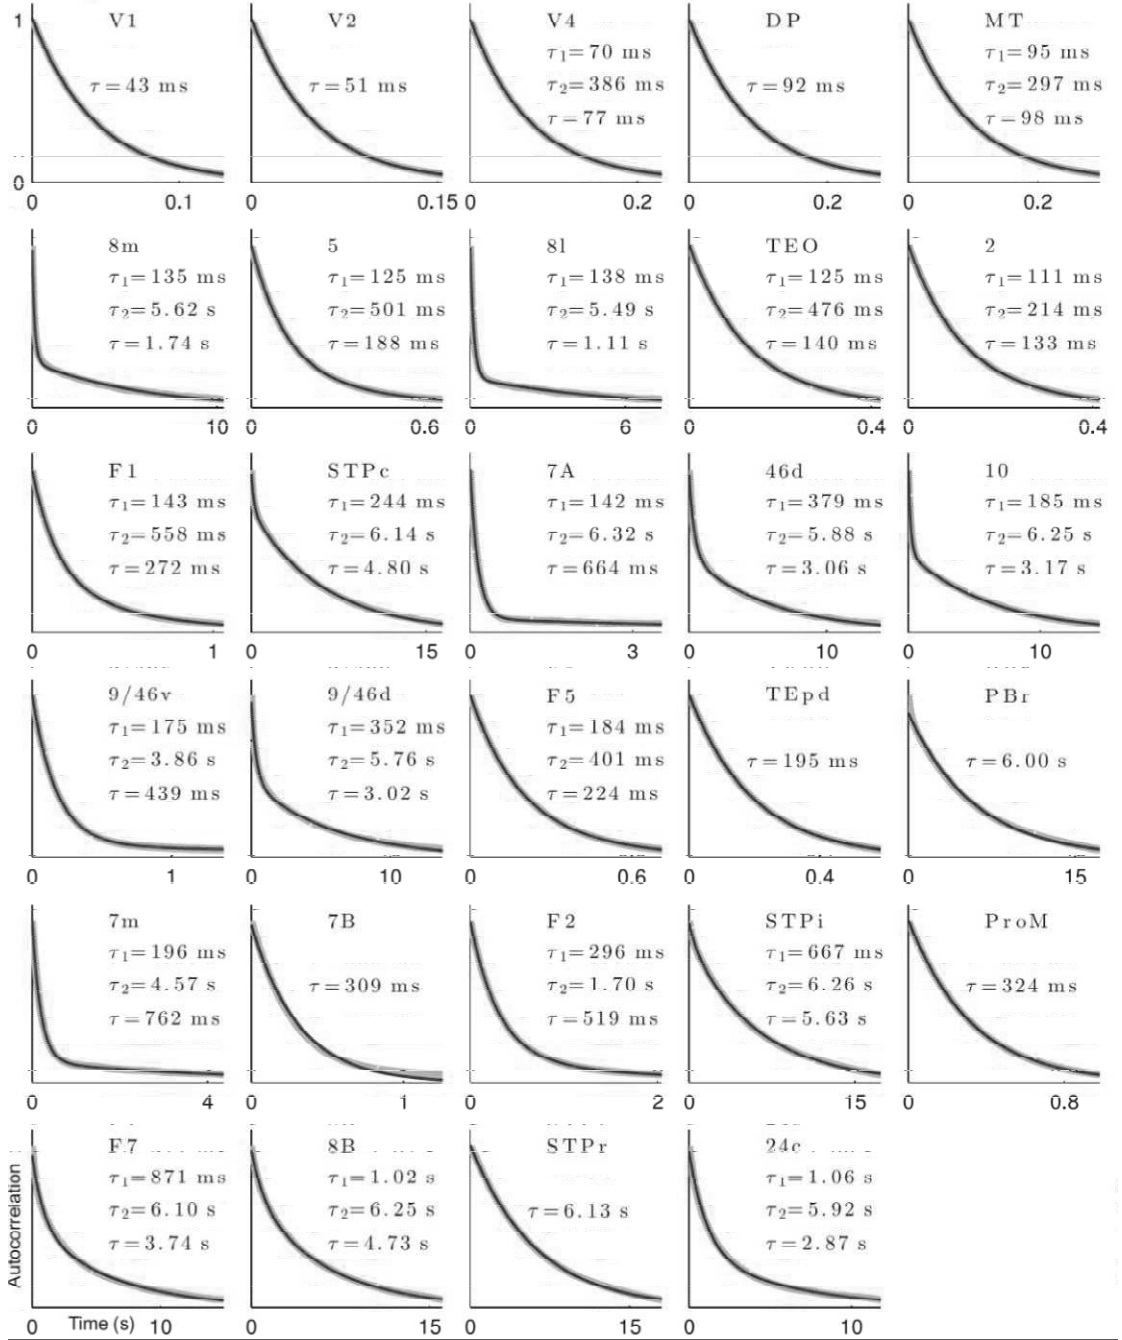 V1 V2 V4 DP MT
1
τ1= 70 ms τ1= 95 ms
τ = 43 ms τ = 51 ms τ2= 386 ms τ = 92 ms τ2= 297 ms
τ = 77 ms τ = 98 ms
0
0 0.1 0 0.15 0 0.2 0 0.2 0 0.2
8m 5 8l TEO 2
τ1= 135 ms τ1= 125 ms τ1= 138 ms τ1= 125 ms τ1= 111 ms
τ2= 5.62 s τ2= 501 ms τ2= 5.49 s τ2= 476 ms τ2= 214 ms
τ = 1.74 s τ = 188 ms τ = 1.11 s τ = 140 ms τ = 133 ms
0 10 0 0.6 0 6 0 0.4 0 0.4
F1 STPc 7A 46d 10
τ1= 143 ms τ1= 244 ms τ1= 142 ms τ1= 379 ms τ1= 185 ms
τ2= 558 ms τ2= 6.14 s τ2= 6.32 s τ2= 5.88 s τ2= 6.25 s
τ = 272 ms τ = 4.80 s τ = 664 ms τ = 3.06 s τ = 3.17 s
0 1 0 15 0 3 0 10 0 10
9/46v 9/46d F5 TEpd PBr
τ1= 175 ms τ1= 352 ms τ1= 184 ms
τ2= 3.86 s τ2= 5.76 s τ2= 401 ms τ = 195 ms τ = 6.00 s
τ = 439 ms τ = 3.02 s τ = 224 ms
0 1 0 10 0 0.6 0 0.4 0 15
7m 7B F2 STPi ProM
τ1= 196 ms τ1= 296 ms τ1= 667 ms
τ2= 4.57 s τ = 309 ms τ2= 1.70 s τ2= 6.26 s τ = 324 ms
τ = 762 ms τ = 519 ms τ = 5.63 s
0 4 0 1 0 2 0 15 0 0.8
F7 8B STPr 24c
τ1= 871 ms τ1= 1.02 s τ1= 1.06 s
τ2= 6.10 s τ2= 6.25 s τ = 6.13 s τ2= 5.92 s
τ = 3.74 s τ = 4.73 s τ = 2.87 s
Autocorrelation
0 Time (s) 10 0 15 0 15 0 10